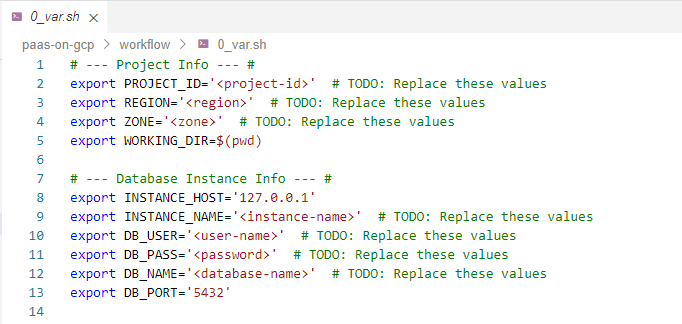 0_var.sh ×
paas-on-gcp > workflow > 0_var.sh
1 # --- Project Info --- #
2 export PROJECT_ID='<project-id>'  # TODO: Replace these values
3 export REGION='<region>'  # TODO: Replace these values
4 export ZONE='<zone>'  # TODO: Replace these values
5 export WORKING_DIR=$(pwd)
6
7 # --- Database Instance Info --- #
8 export INSTANCE_HOST='127.0.0.1'
9 export INSTANCE_NAME='<instance-name>'  # TODO: Replace these values
10 export DB_USER='<user-name>'  # TODO: Replace these values
11 export DB_PASS='<password>'  # TODO: Replace these values
12 export DB_NAME='<database-name>'  # TODO: Replace these values
13 export DB_PORT='5432'
14